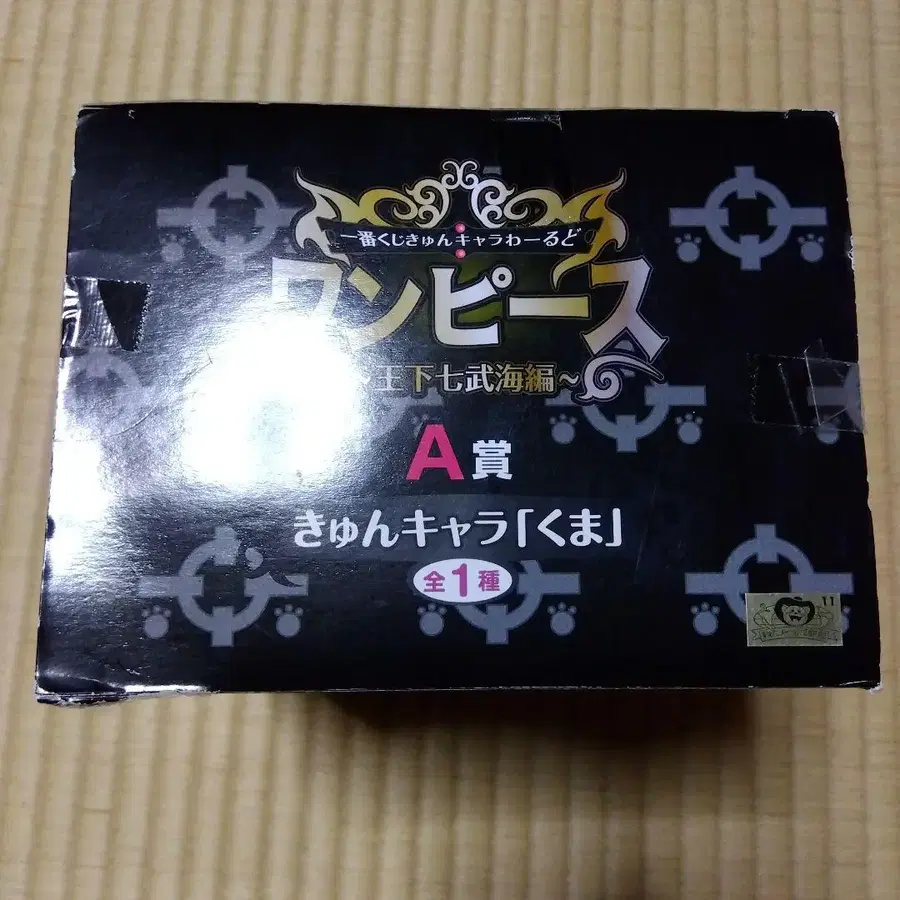 一番くじきゅんキャラわーるど
ワンピース
～王下七武海編～
A賞
きゅんキャラ「くま」
全1種
11